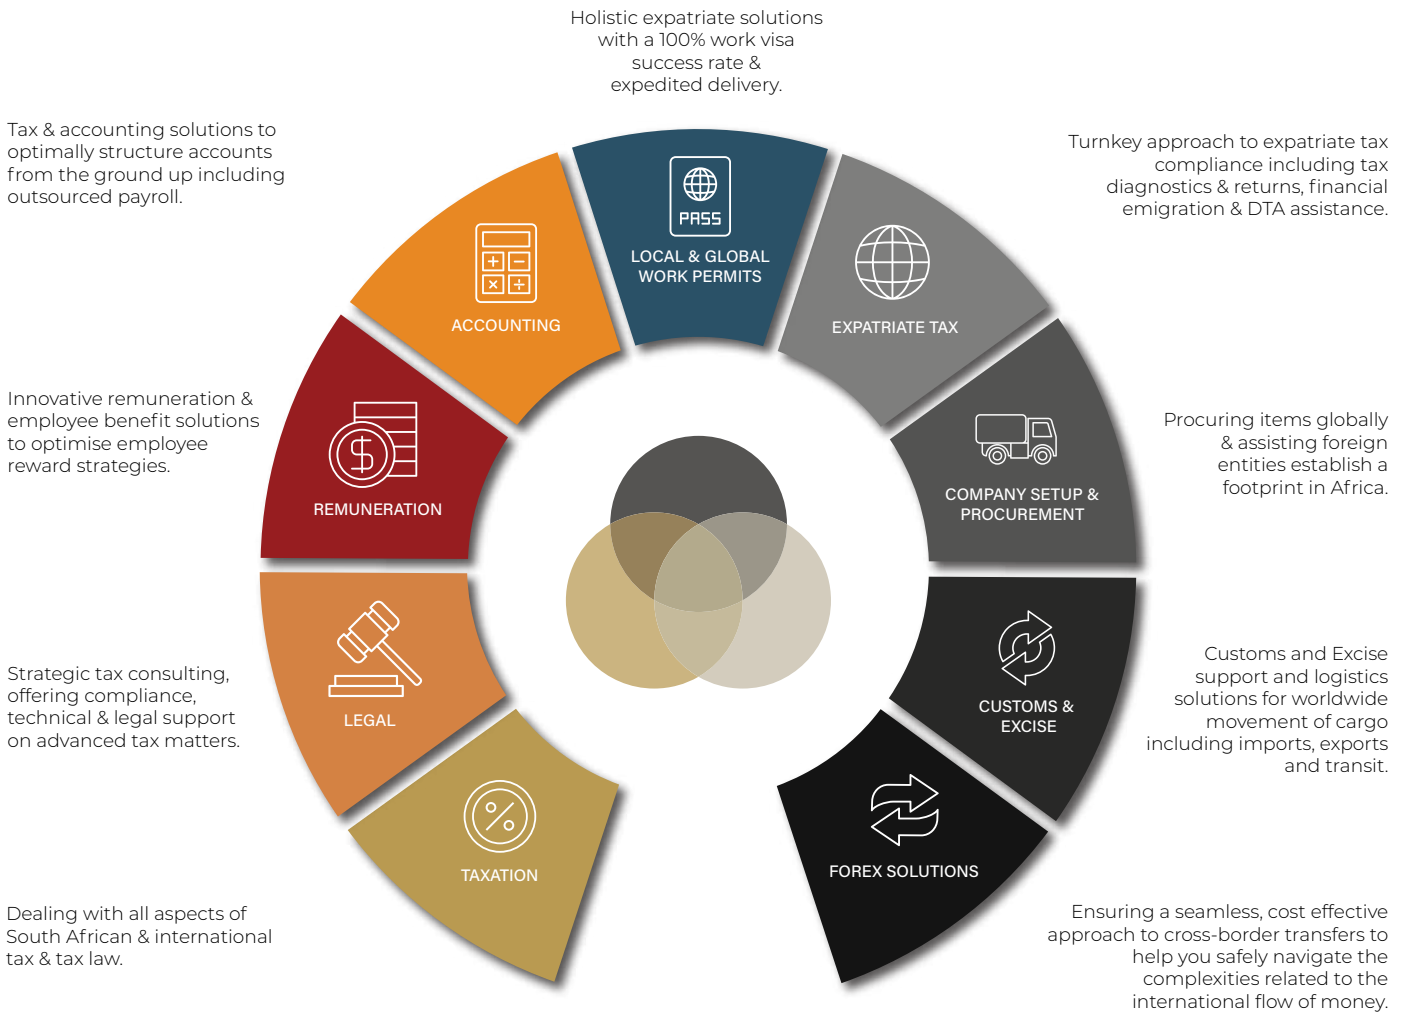 Holistic expatriate solutions
with a 100% work visa
success rate &
expedited delivery.
Tax & accounting solutions to
optimally structure accounts
from the ground up including
outsourced payroll.
Turnkey approach to expatriate tax
compliance including tax
diagnostics & returns, financial
emigration & DTA assistance.
PASS
LOCAL & GLOBAL
WORK PERMITS
ACCOUNTING
EXPATRIATE TAX
Innovative remuneration &
employee benefit solutions
to optimise employee
reward strategies.
$
REMUNERATION
COMPANY SETUP &
PROCUREMENT
Procuring items globally
& assisting foreign
entities establish a
footprint in Africa.
Strategic tax consulting,
offering compliance,
technical & legal support
on advanced tax matters.
LEGAL
CUSTOMS &
EXCISE
Customs and Excise
support and logistics
solutions for worldwide
movement of cargo
including imports, exports
and transit.
%
TAXATION
FOREX SOLUTIONS
Dealing with all aspects of
South African & international
tax & tax law.
Ensuring a seamless, cost effective
approach to cross-border transfers to
help you safely navigate the
complexities related to the
international flow of money.